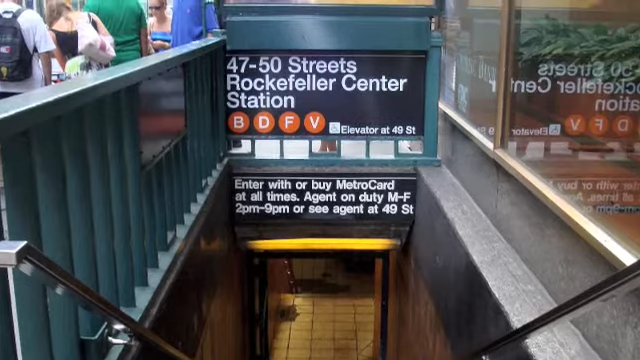 47-50 Streets
Rockefeller Center
Station
B D F V Elevator at 49 St
Enter with or buy MetroCard
at all times. Agent on duty M-F
2pm-9pm or see agent at 49 St